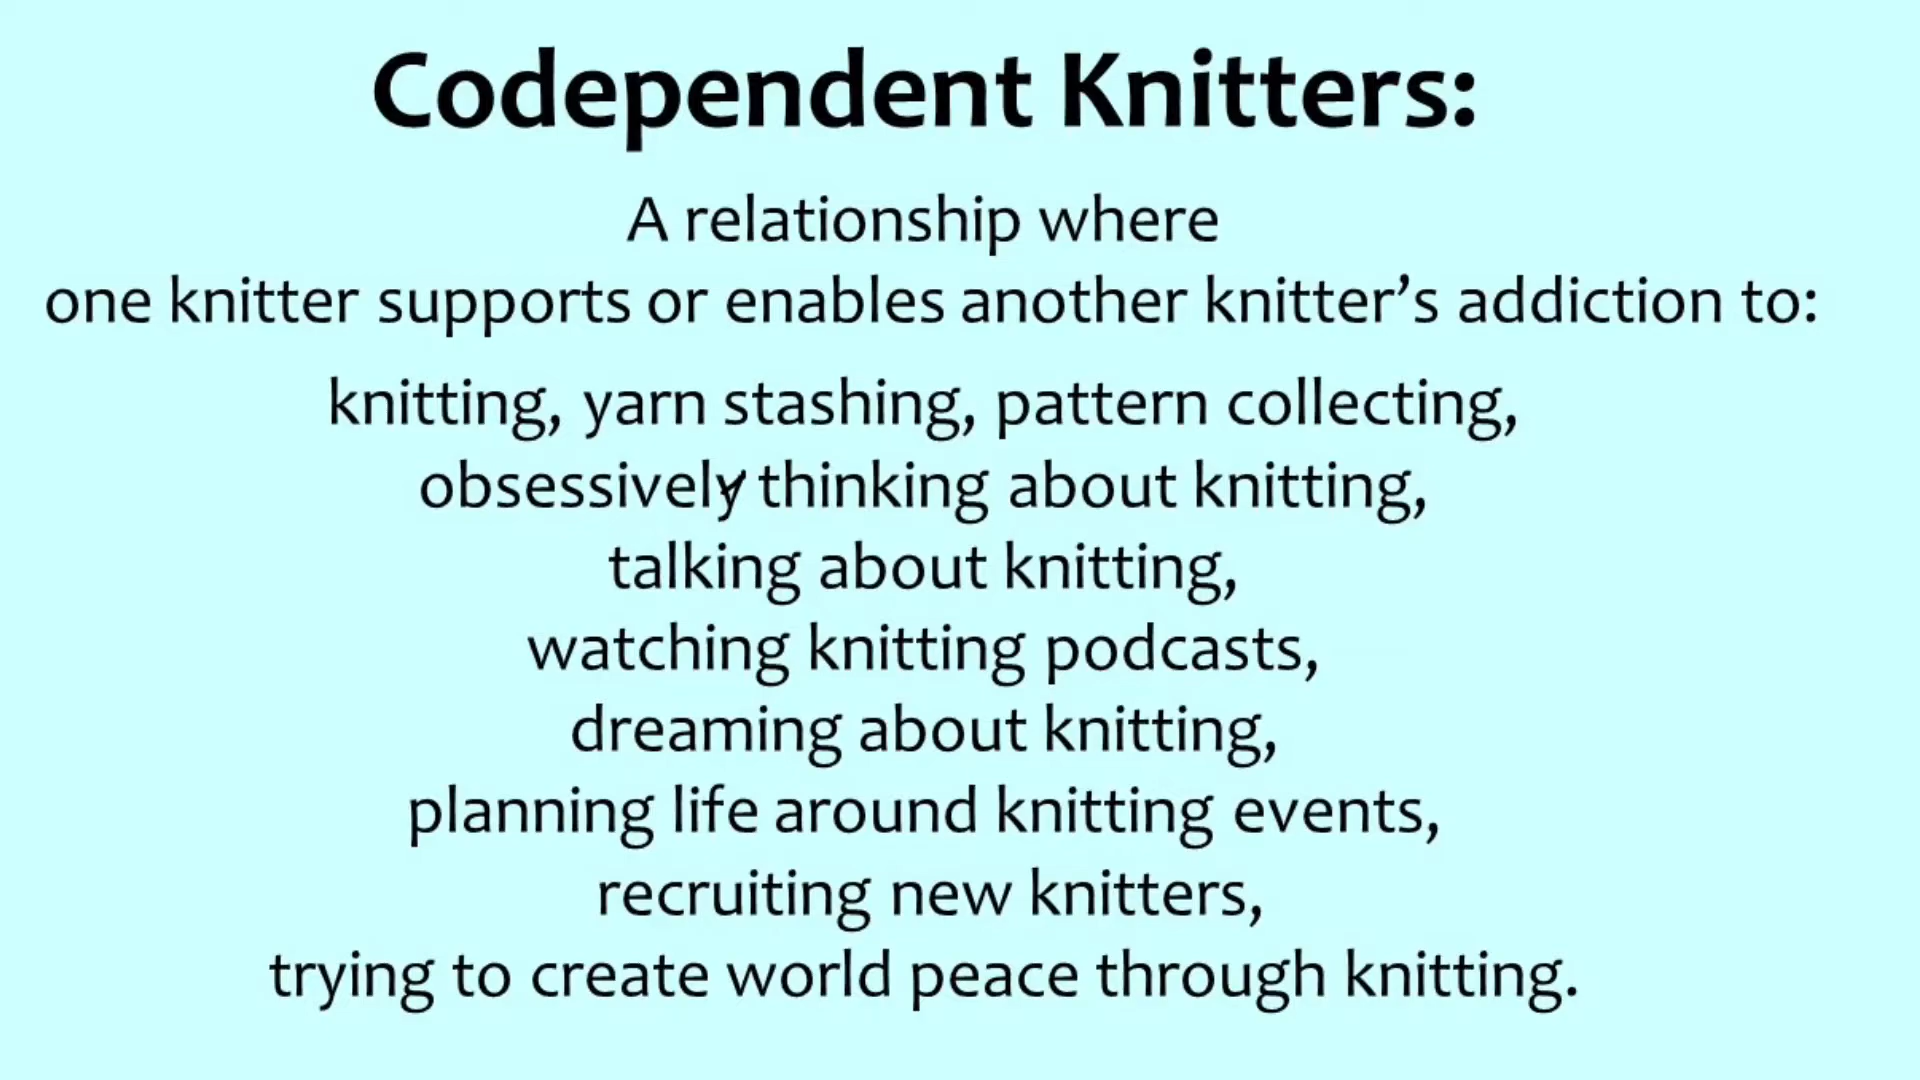 Codependent Knitters:
A relationship where
one knitter supports or enables another knitter’s addiction to:
knitting, yarn stashing, pattern collecting,
obsessively thinking about knitting,
talking about knitting,
watching knitting podcasts,
dreaming about knitting,
planning life around knitting events,
recruiting new knitters,
trying to create world peace through knitting.